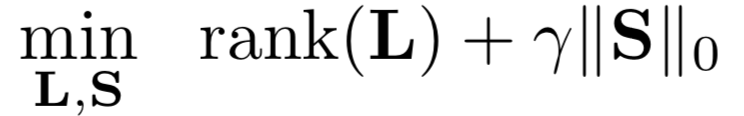 min rank(L) + γ‖S‖₀
L,S